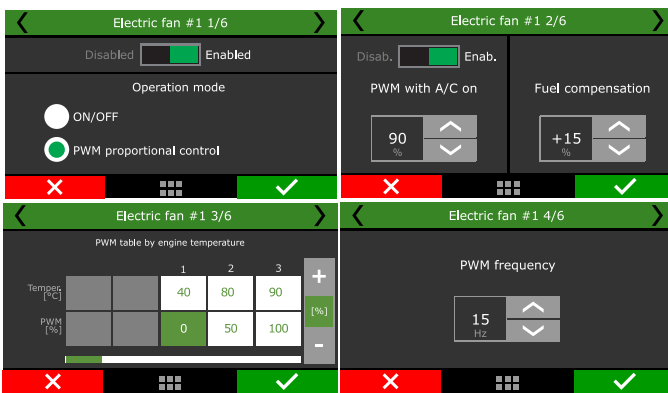 Electric fan #1 1/6
Disabled Enabled
Operation mode
ON/OFF
PWM proportional control
Electric fan #1 2/6
Disab. Enab.
PWM with A/C on
90
%
Fuel compensation
+15
%
Electric fan #1 3/6
PWM table by engine temperature
1 2 3
Temper. [°C] 40 80 90
PWM [%] 0 50 100
+
[%]
-
Electric fan #1 4/6
PWM frequency
15
Hz